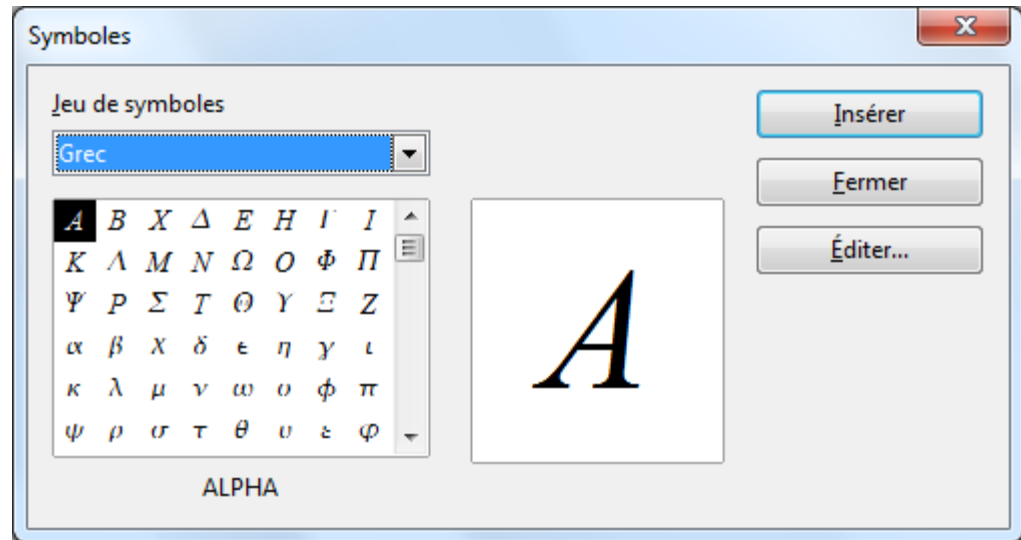 Symboles
Jeu de symboles
Grec
Insérer
Fermer
Éditer...
Α Β Χ Δ Ε Η Γ Ι
Κ Λ Μ Ν Ω Ο Φ Π
Ψ Ρ Σ Τ Θ Υ Ξ Ζ
α β χ δ ϵ η γ ι
κ λ μ ν ω ο ϕ π
ψ ρ σ τ θ υ ε φ
Α
ALPHA